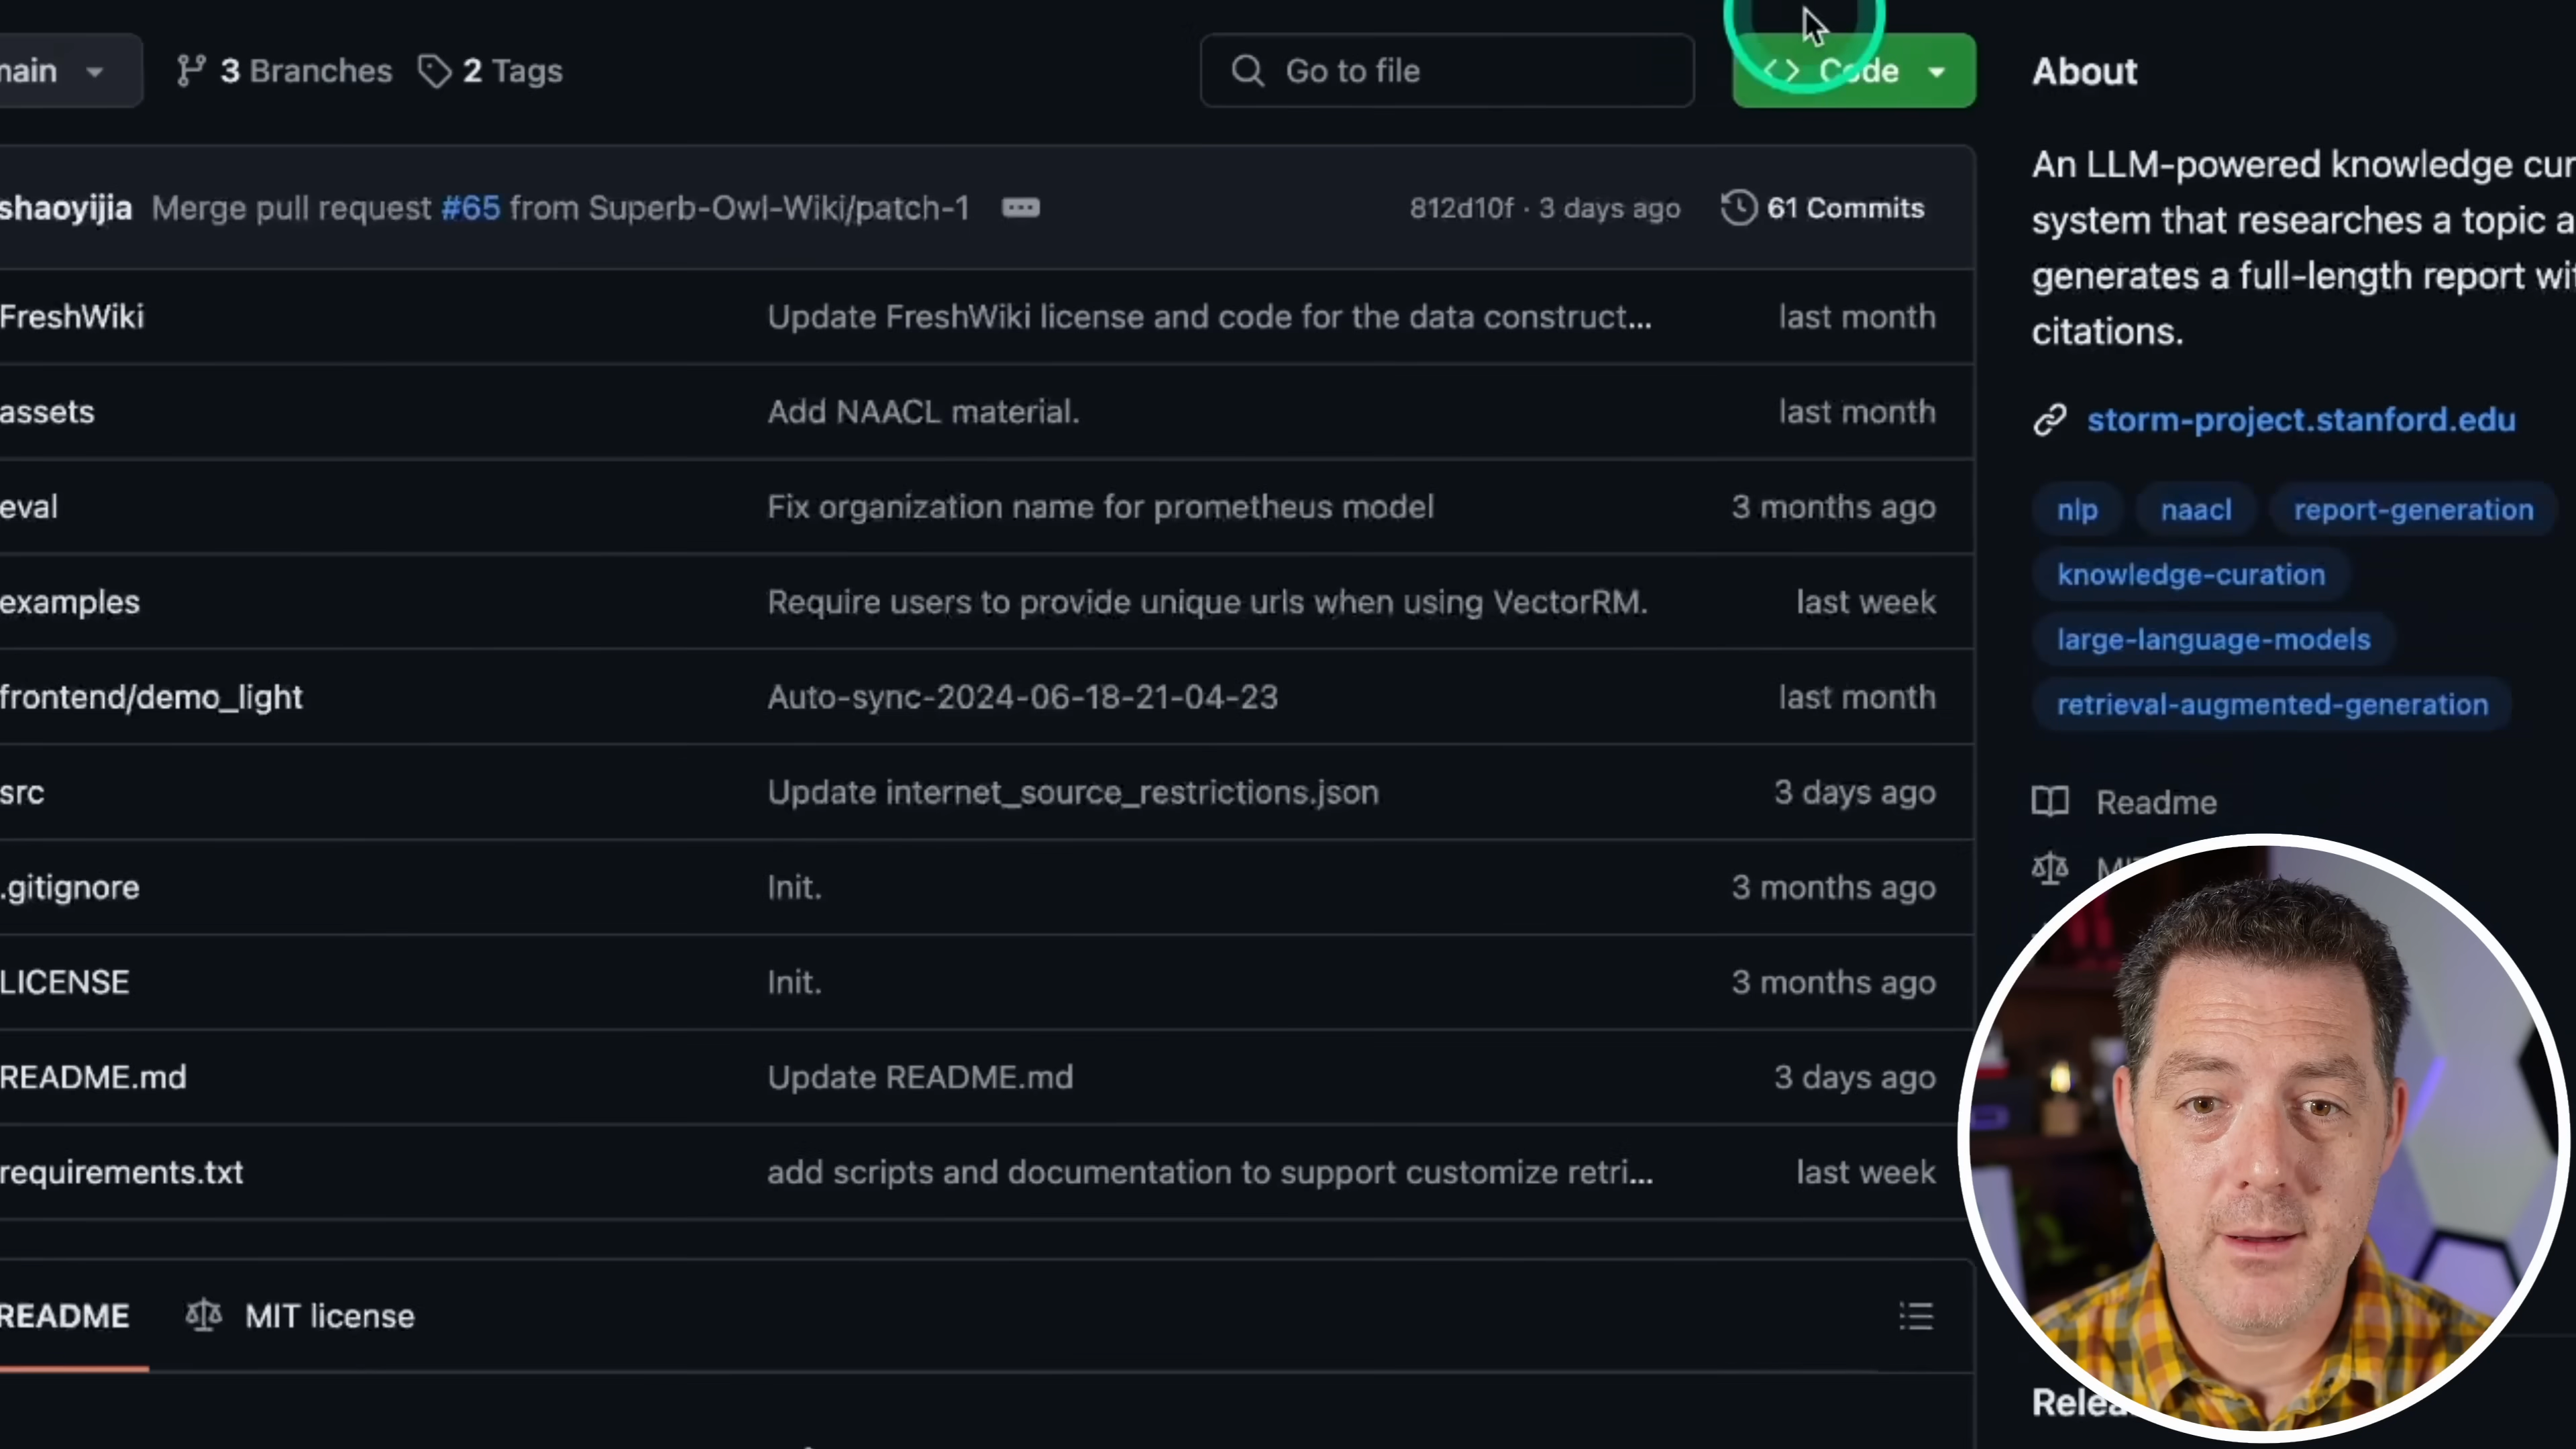 3 Branches
2 Tags
Go to file
Code
shaoyijia Merge pull request #65 from Superb-Owl-Wiki/patch-1
812d10f · 3 days ago
61 Commits
FreshWiki
Update FreshWiki license and code for the data construct...
last month
assets
Add NAACL material.
last month
eval
Fix organization name for prometheus model
3 months ago
examples
Require users to provide unique urls when using VectorRM.
last week
frontend/demo_light
Auto-sync-2024-06-18-21-04-23
last month
src
Update internet_source_restrictions.json
3 days ago
.gitignore
Init.
3 months ago
LICENSE
Init.
3 months ago
README.md
Update README.md
3 days ago
requirements.txt
add scripts and documentation to support customize retri...
last week
README
MIT license
About
An LLM-powered knowledge
system that researches a topic
generates a full-length report
citations.
storm-project.stanford.edu
nlp
naacl
report-generation
knowledge-curation
large-language-models
retrieval-augmented-generation
Readme